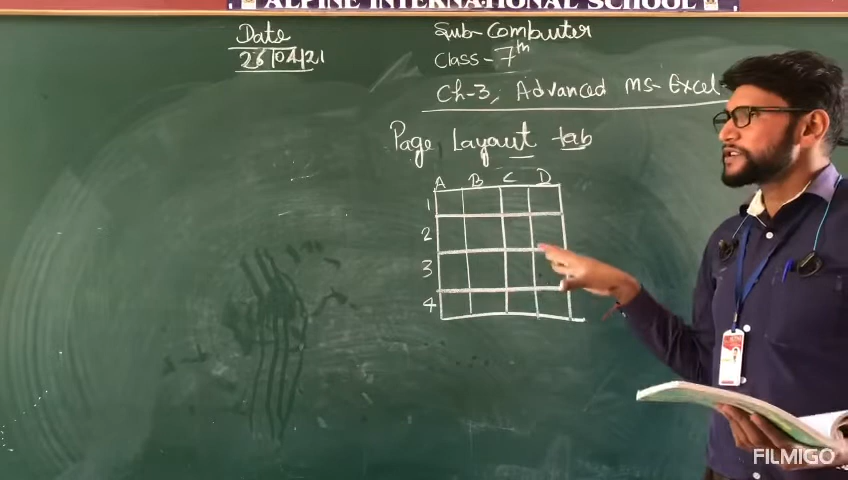 ALPINE INTERNATIONAL SCHOOL
Date
26/04/21
Sub- Computer
Class - 7th
Ch-3, Advanced MS- Excel
Page Layout tab
A B C D
1
2
3
4
FILMIGO